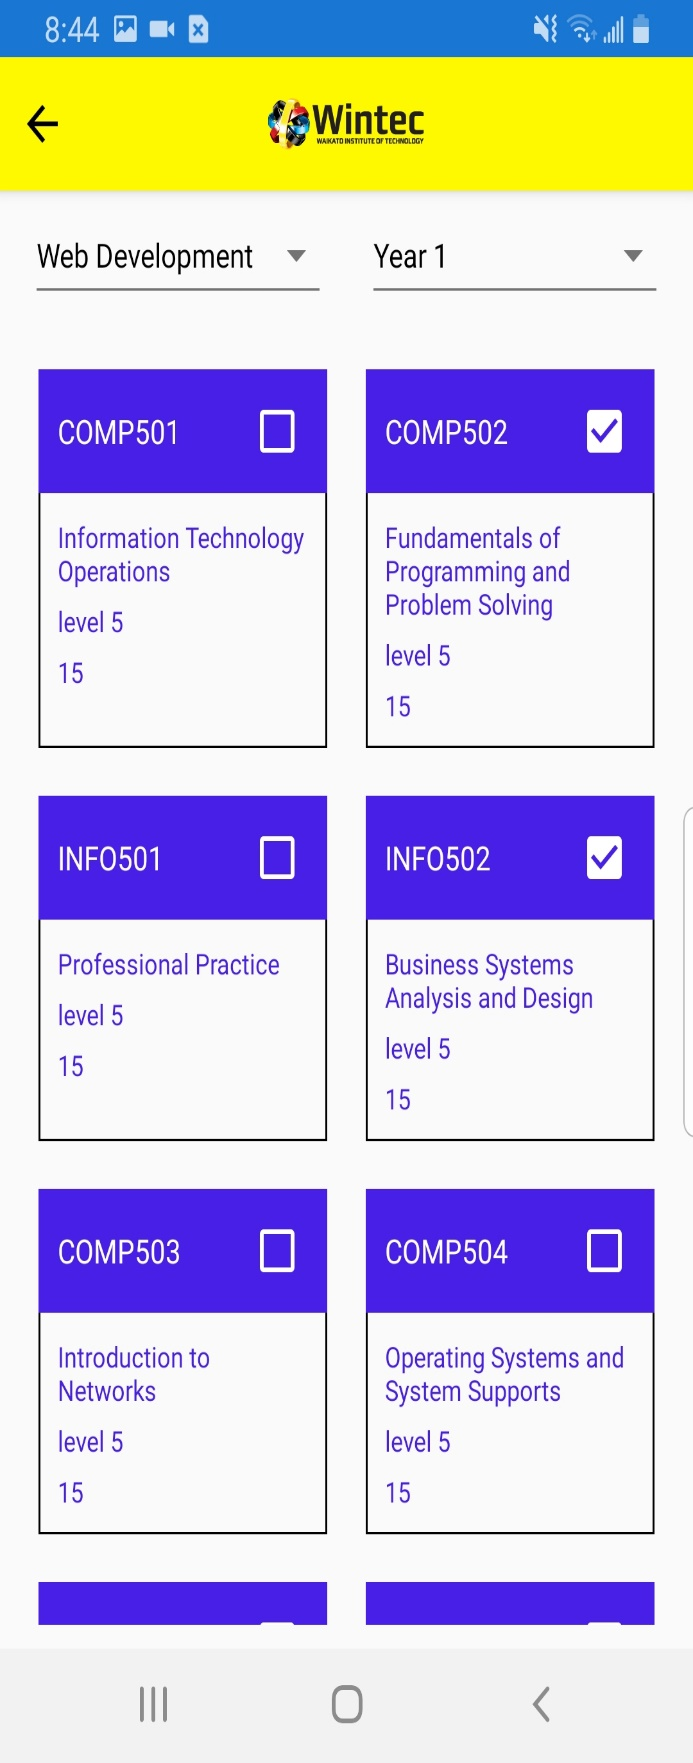 8:44
Wintec
WAIKATO INSTITUTE OF TECHNOLOGY
Web Development
Year 1
COMP501
Information Technology
Operations
level 5
15
COMP502
Fundamentals of
Programming and
Problem Solving
level 5
15
INFO501
Professional Practice
level 5
15
INFO502
Business Systems
Analysis and Design
level 5
15
COMP503
Introduction to
Networks
level 5
15
COMP504
Operating Systems and
System Supports
level 5
15